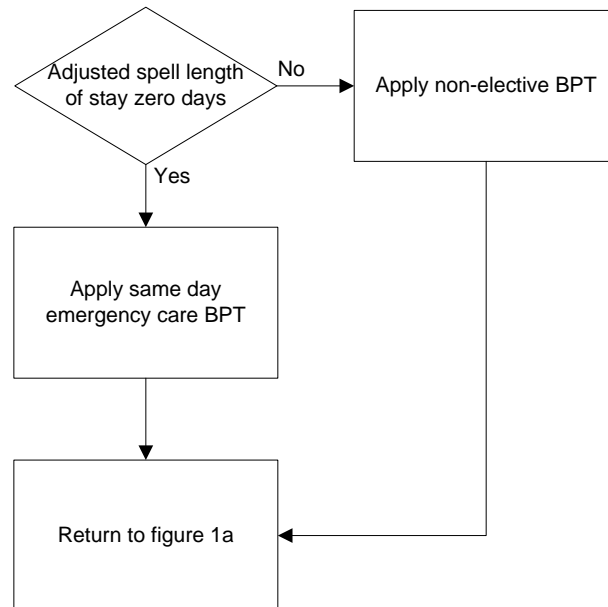 Adjusted spell length
of stay zero days
No
Apply non-elective BPT
Yes
Apply same day
emergency care BPT
Return to figure 1a